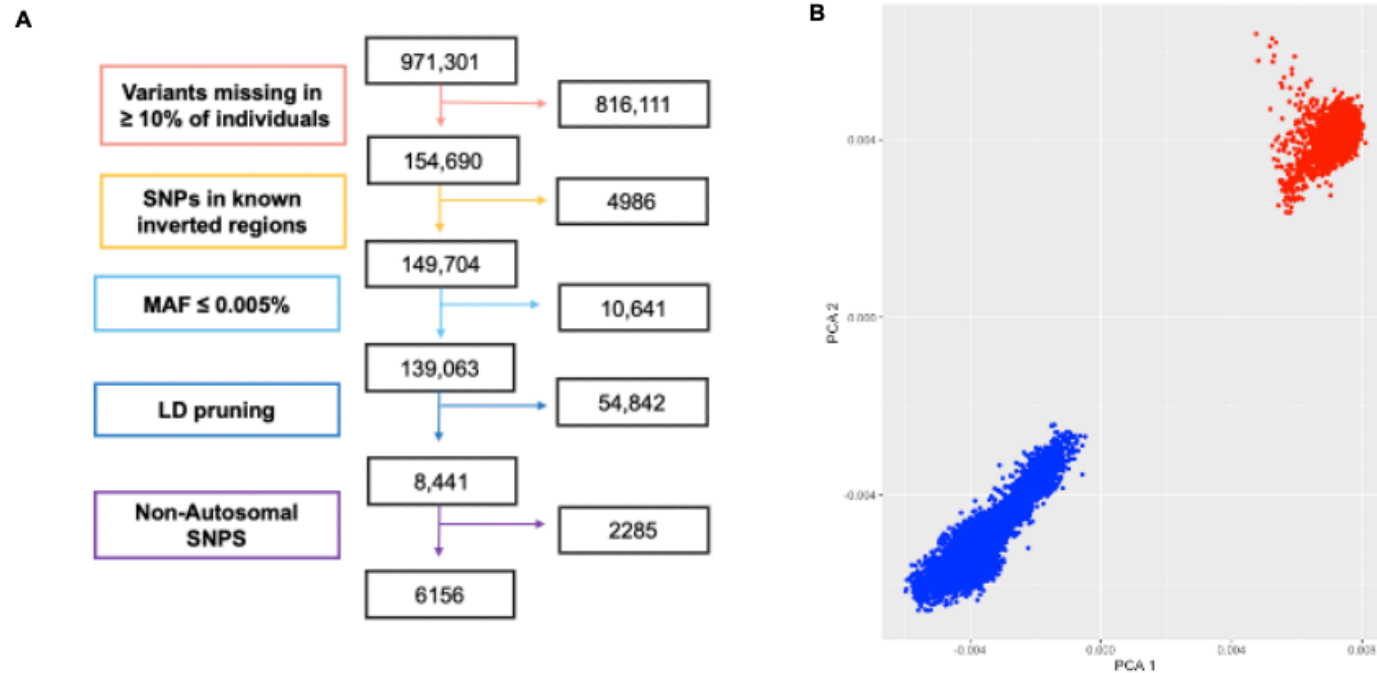 A
971,301
Variants missing in
≥ 10% of individuals
816,111
154,690
SNPs in known
inverted regions
4986
149,704
MAF ≤ 0.005%
10,641
139,063
LD pruning
54,842
8,441
Non-Autosomal
SNPS
2285
6156
B
PCA 2
0.004
0.000
-0.004
-0.004
0.000
0.004
0.008
PCA 1